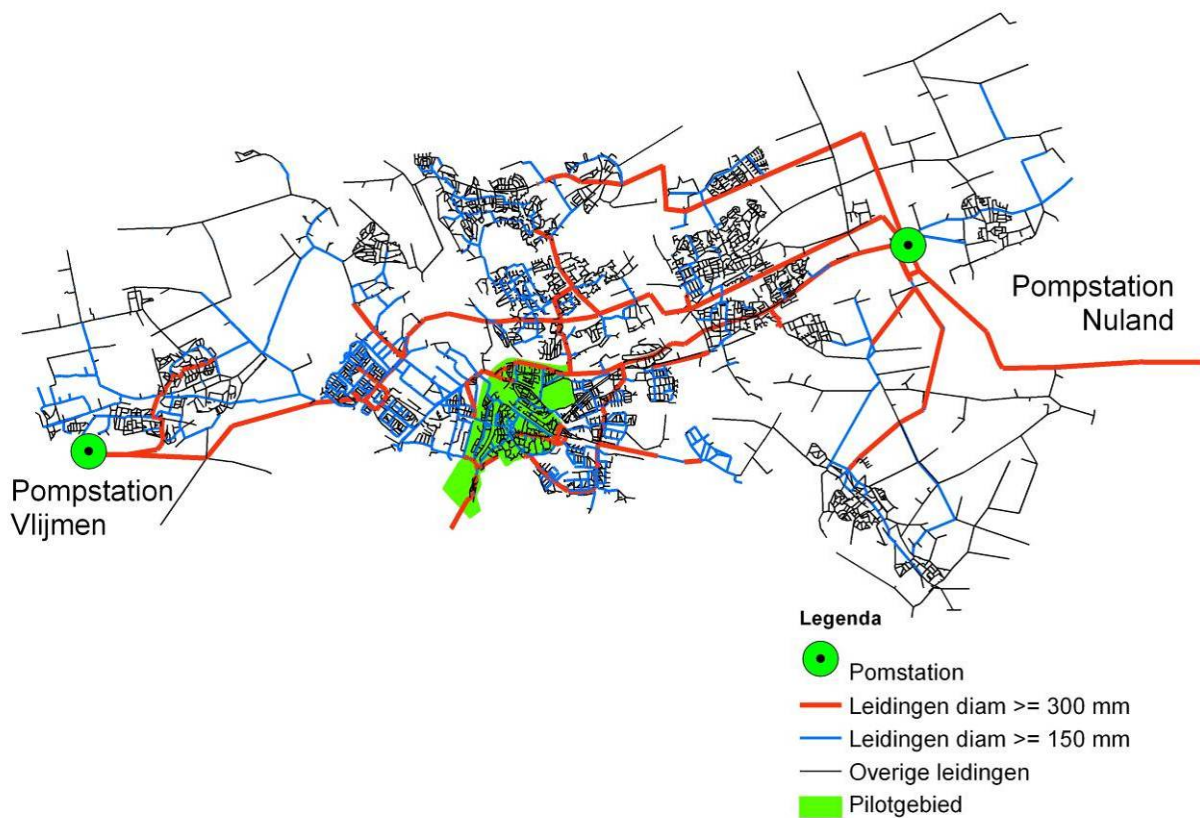 Pompstation
Nuland
Pompstation
Vlijmen
Legenda
Pomstation
Leidingen diam >= 300 mm
Leidingen diam >= 150 mm
Overige leidingen
Pilotgebied